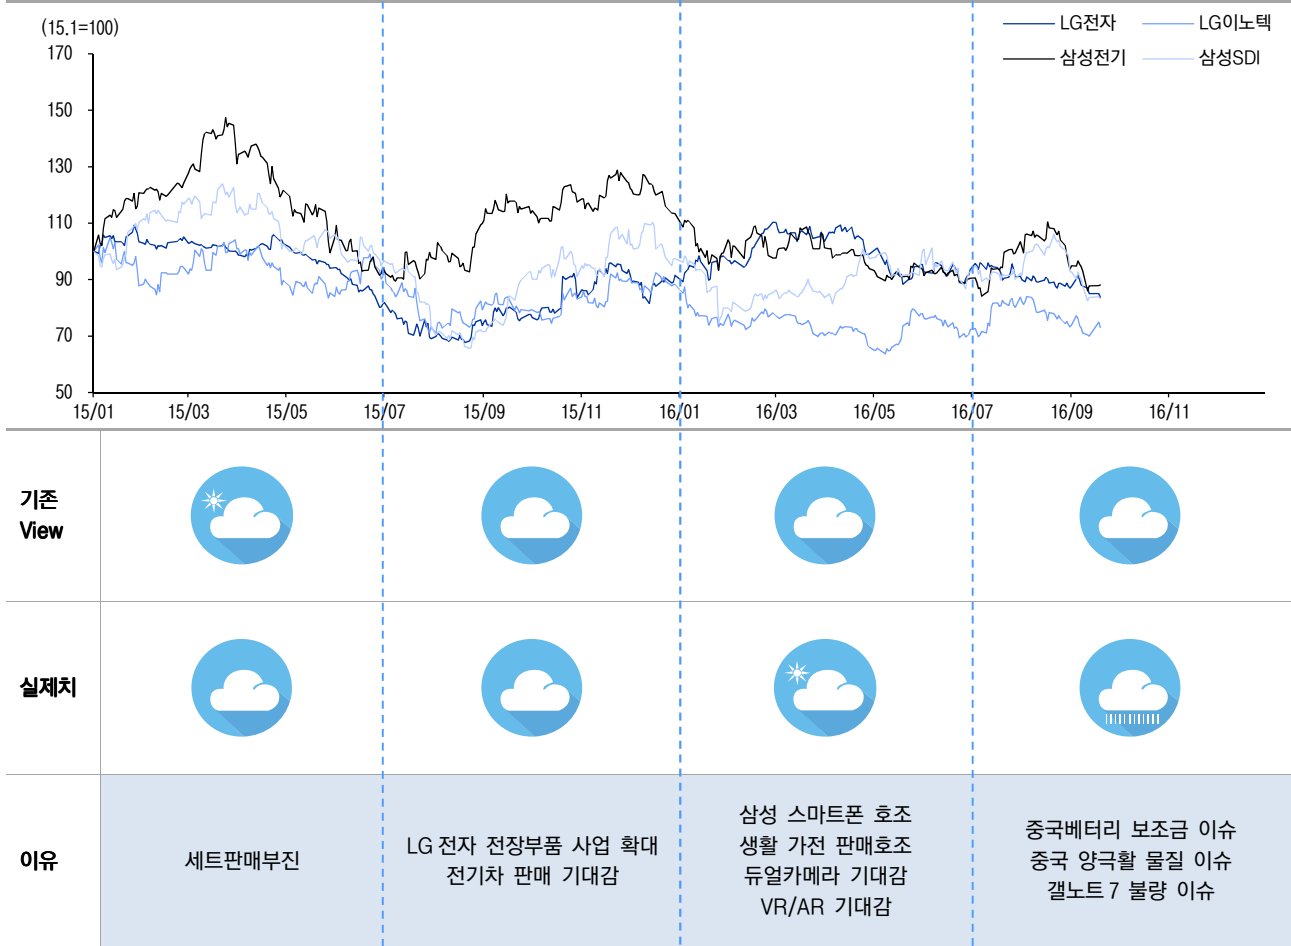 (15.1=100)
LG전자
LG이노텍
삼성전기
삼성SDI
170
150
130
110
90
70
50
15/01
15/03
15/05
15/07
15/09
15/11
16/01
16/03
16/05
16/07
16/09
16/11
기존
View
실제치
이유
세트판매부진
LG전자 전장부품 사업 확대
전기차 판매 기대감
삼성 스마트폰 호조
생활 가전 판매호조
듀얼카메라 기대감
VR/AR 기대감
중국베터리 보조금 이슈
중국 양극활 물질 이슈
갤노트7 불량 이슈